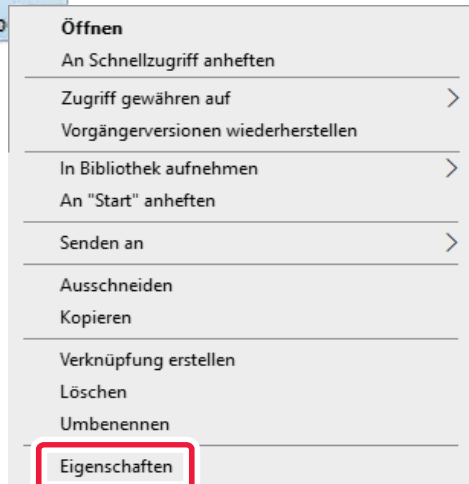 Öffnen
An Schnellzugriff anheften
Zugriff gewähren auf
Vorgängerversionen wiederherstellen
In Bibliothek aufnehmen
An "Start" anheften
Senden an
Ausschneiden
Kopieren
Verknüpfung erstellen
Löschen
Umbenennen
Eigenschaften